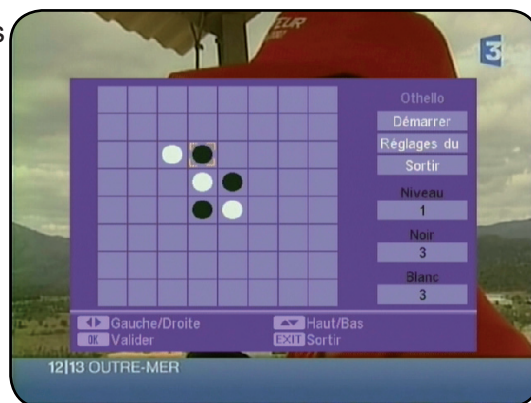 s
3
Othello
Démarrer
Réglages du
Sortir
Niveau
1
Noir
3
Blanc
3
Gauche/Droite
Haut/Bas
OK Valider
EXIT Sortir
12|13 OUTRE-MER